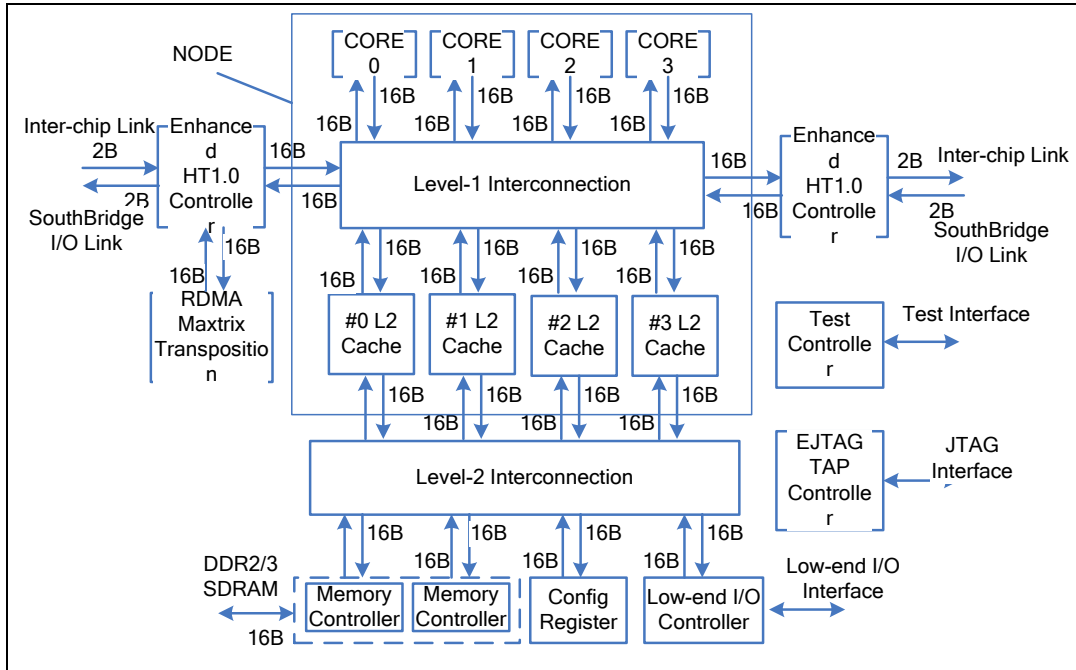 NODE
CORE
0
CORE
1
CORE
2
CORE
3
16B
16B
16B
16B
16B
16B
16B
16B
Inter-chip Link
2B
2B
SouthBridge
I/O Link
Enhance
d
HT1.0
Controlle
r
16B
16B
Level-1 Interconnection
16B
16B
Enhance
d
HT1.0
Controlle
r
2B
Inter-chip Link
2B
SouthBridge
I/O Link
16B
16B
RDMA
Maxtrix
Transpositio
n
16B
16B
16B
16B
16B
16B
16B
16B
#0 L2
Cache
#1 L2
Cache
#2 L2
Cache
#3 L2
Cache
Test
Controlle
r
Test Interface
16B
16B
16B
16B
16B
16B
16B
16B
Level-2 Interconnection
EJTAG
TAP
Controlle
r
JTAG
Interface
16B
16B
16B
16B
16B
16B
16B
16B
DDR2/3
SDRAM
16B
Memory
Controller
Memory
Controller
Config
Register
Low-end I/O
Controller
Low-end I/O
Interface